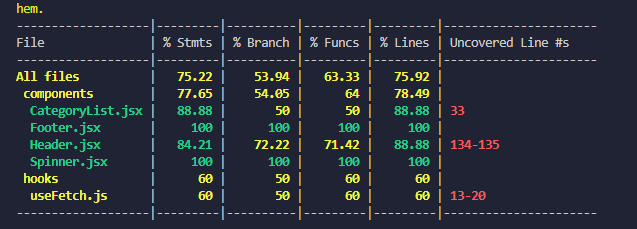 hem.
-------------------|---------|----------|---------|---------|-------------------
File               | % Stmts | % Branch | % Funcs | % Lines | Uncovered Line #s
-------------------|---------|----------|---------|---------|-------------------
All files          |   75.22 |    53.94 |   63.33 |   75.92 |
 components        |   77.65 |    54.05 |      64 |   78.49 |
  CategoryList.jsx |   88.88 |       50 |      50 |   88.88 | 33
  Footer.jsx       |     100 |      100 |     100 |     100 |
  Header.jsx       |   84.21 |    72.22 |   71.42 |   88.88 | 134-135
  Spinner.jsx      |     100 |      100 |     100 |     100 |
 hooks             |      60 |       50 |      60 |      60 |
  useFetch.js      |      60 |       50 |      60 |      60 | 13-20
-------------------|---------|----------|---------|---------|-------------------